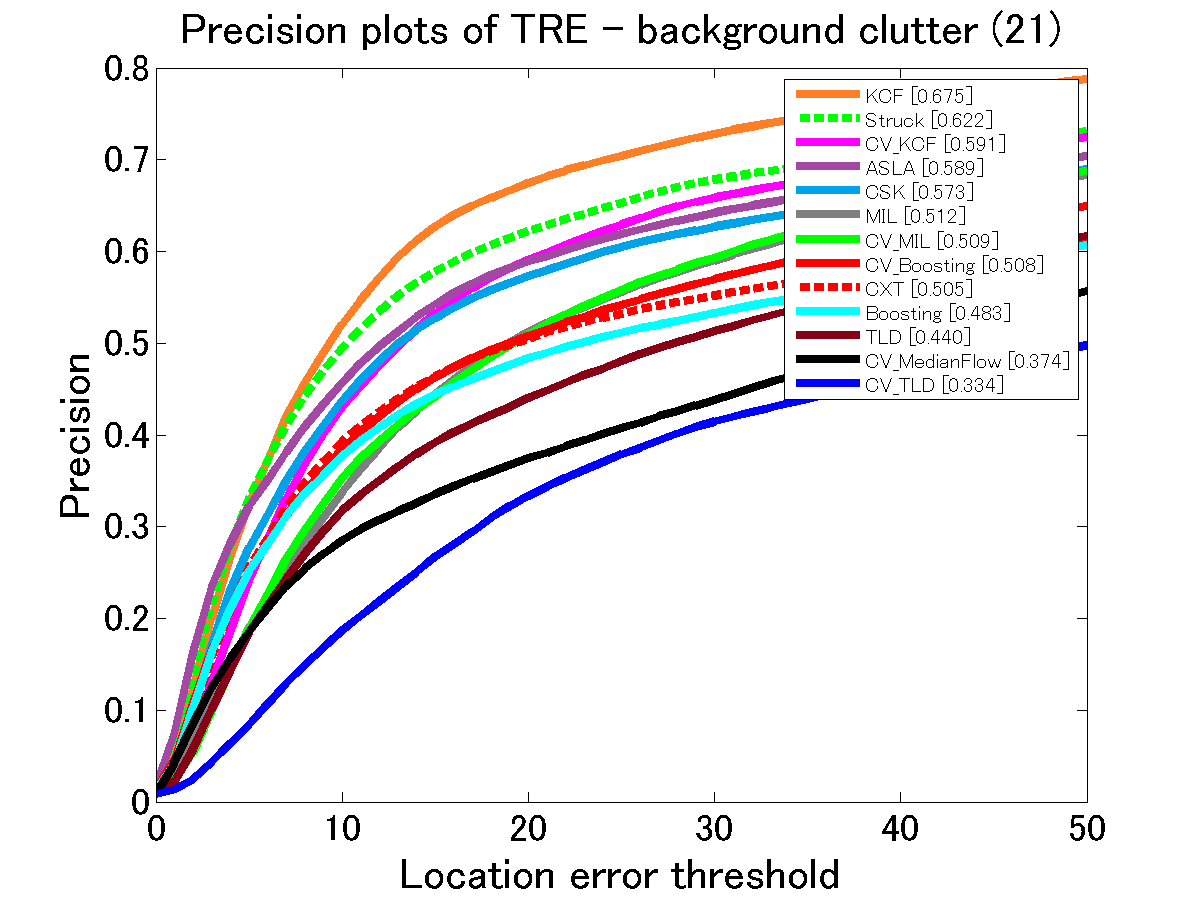 Precision plots of TRE − background clutter (21)
0.8
0.7
0.6
0.5
0.4
0.3
0.2
0.1
0
Precision
KCF [0.675]
Struck [0.622]
CV_KCF [0.591]
ASLA [0.589]
CSK [0.573]
MIL [0.512]
CV_MIL [0.509]
CV_Boosting [0.508]
CXT [0.505]
Boosting [0.483]
TLD [0.440]
CV_MedianFlow [0.374]
CV_TLD [0.334]
0 10 20 30 40 50
Location error threshold